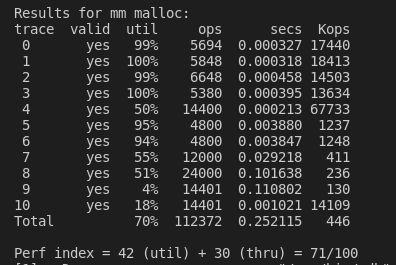 Results for mm malloc:
trace  valid  util     ops      secs  Kops
 0       yes   99%    5694  0.000327 17440
 1       yes  100%    5848  0.000318 18413
 2       yes   99%    6648  0.000458 14503
 3       yes  100%    5380  0.000395 13634
 4       yes   50%   14400  0.000213 67733
 5       yes   95%    4800  0.003880  1237
 6       yes   94%    4800  0.003847  1248
 7       yes   55%   12000  0.029218   411
 8       yes   51%   24000  0.101638   236
 9       yes    4%   14401  0.110802   130
10       yes   18%   14401  0.001021 14109
Total          70%  112372  0.252115   446
Perf index = 42 (util) + 30 (thru) = 71/100